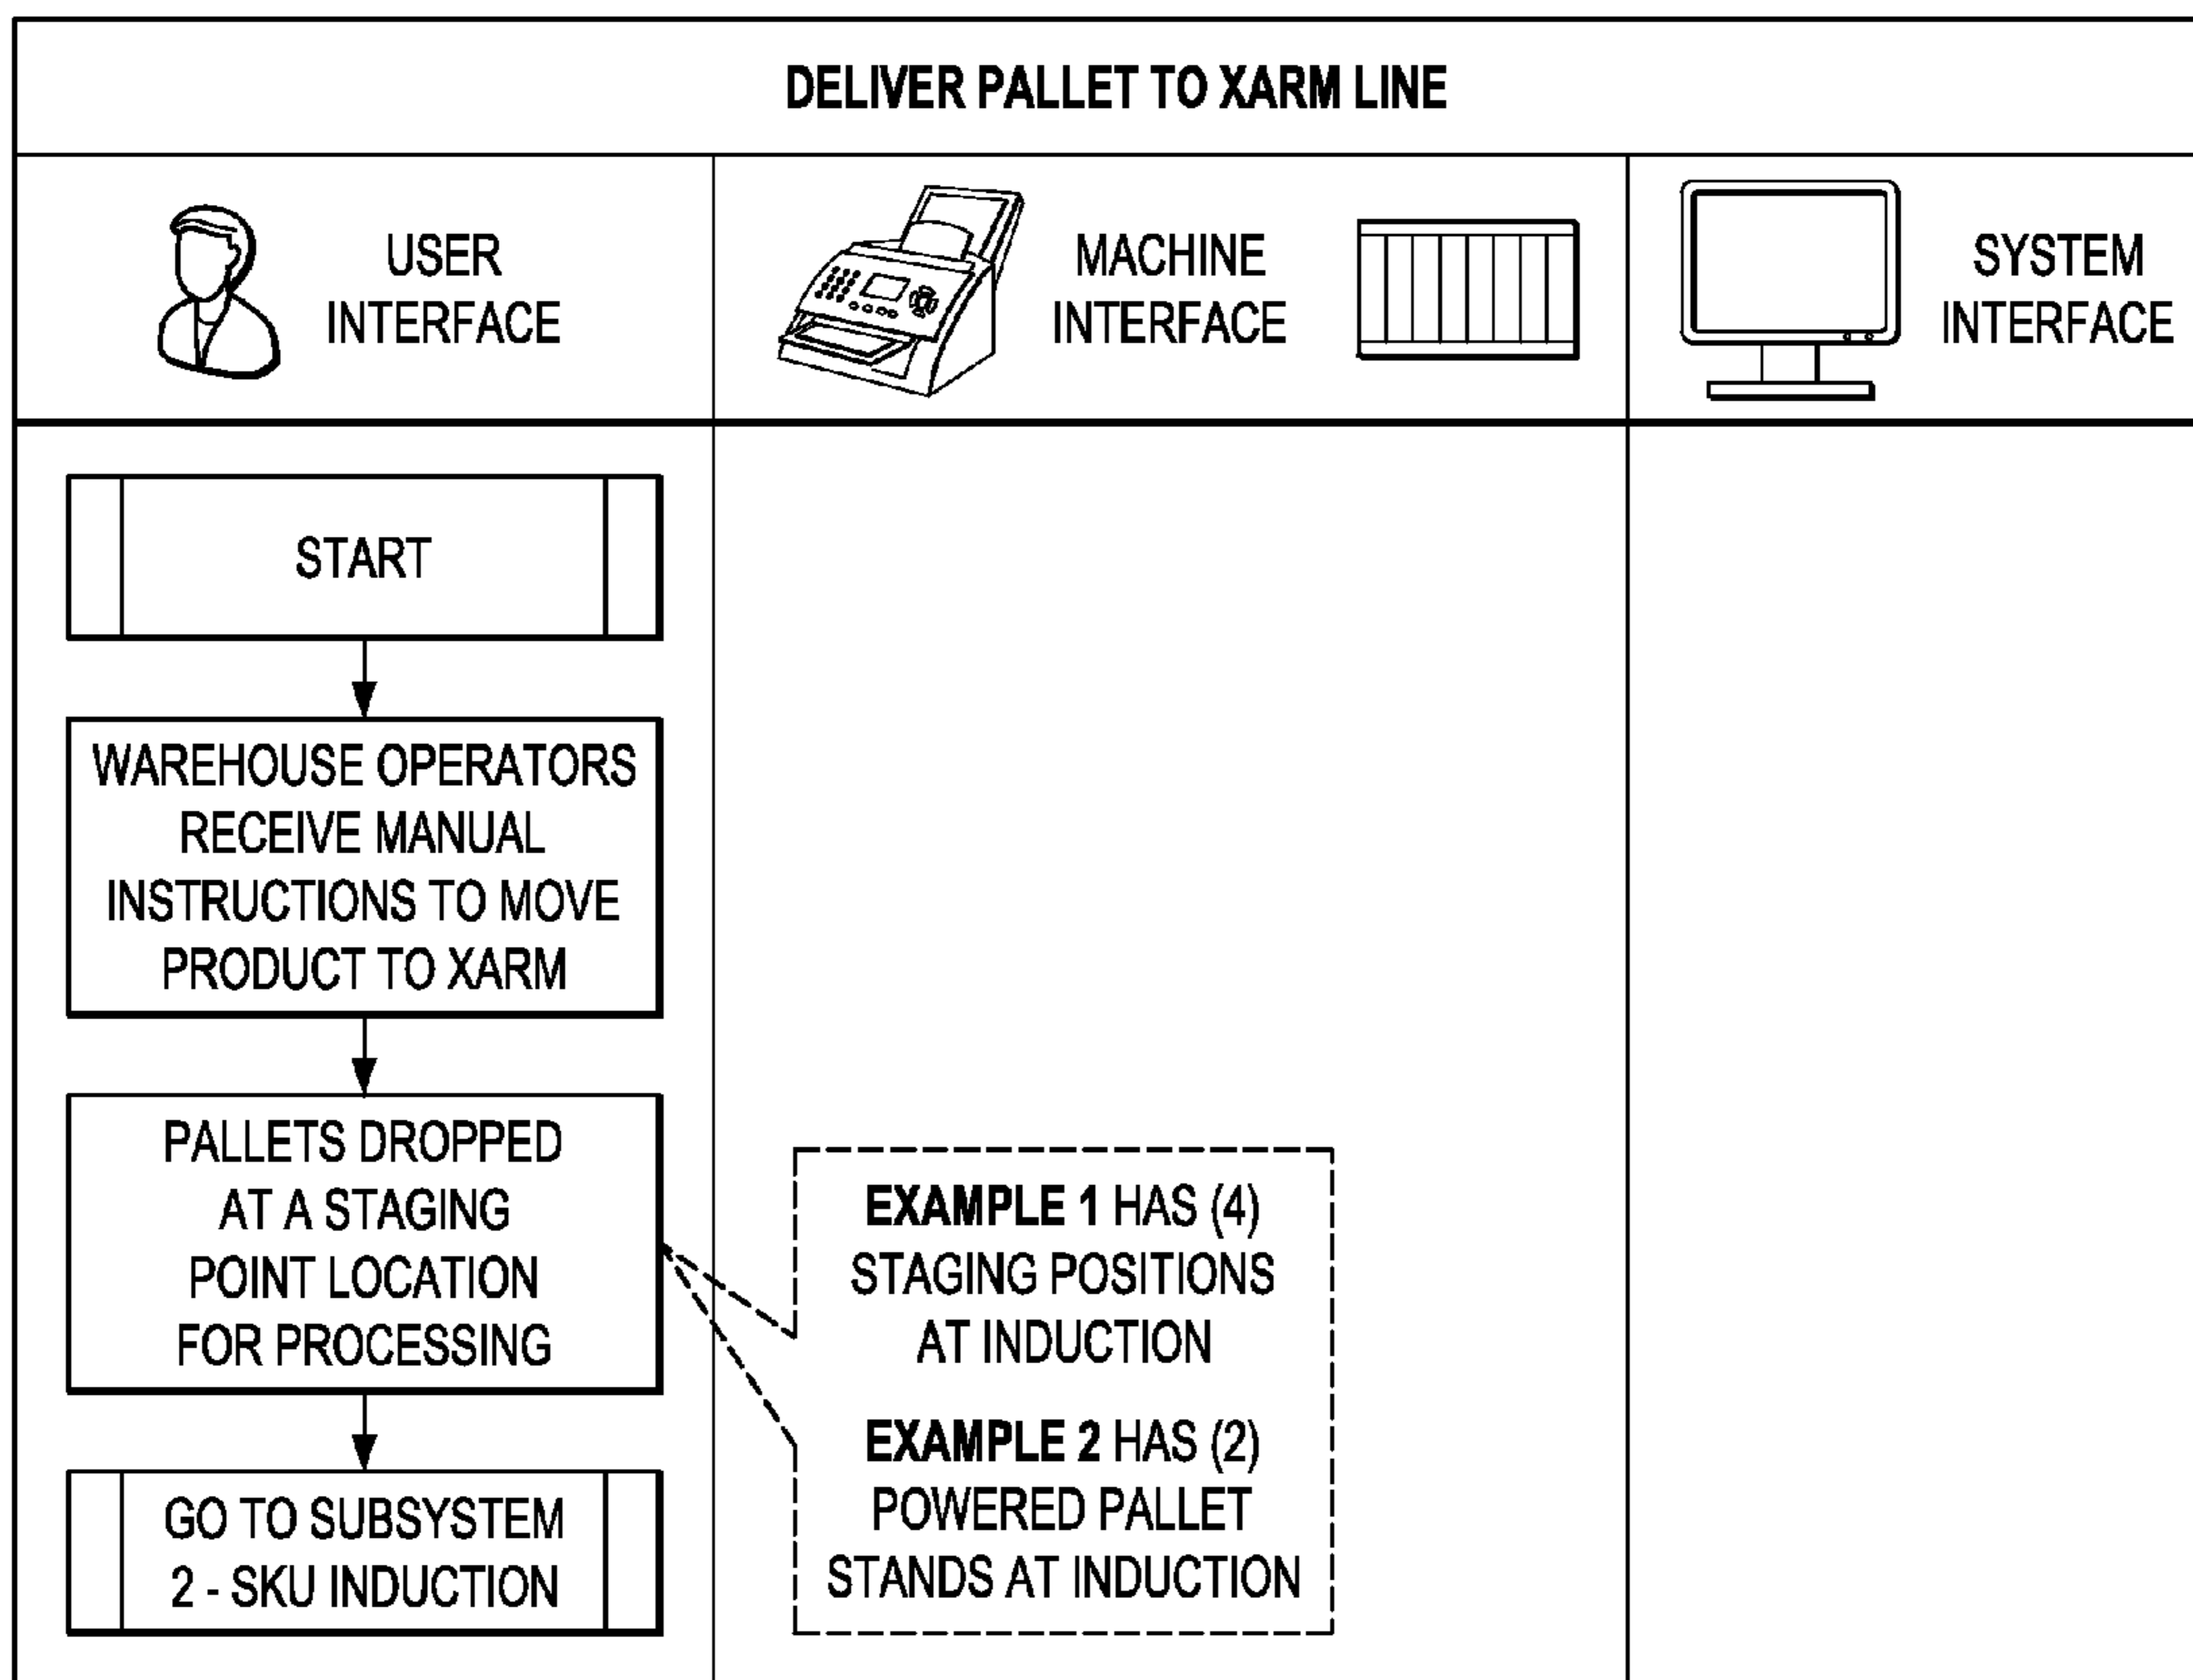 DELIVER PALLET TO XARM LINE
USER
INTERFACE
MACHINE
INTERFACE
SYSTEM
INTERFACE
START
WAREHOUSE OPERATORS
RECEIVE MANUAL
INSTRUCTIONS TO MOVE
PRODUCT TO XARM
PALLETS DROPPED
AT A STAGING
POINT LOCATION
FOR PROCESSING
EXAMPLE 1 HAS (4)
STAGING POSITIONS
AT INDUCTION
EXAMPLE 2 HAS (2)
POWERED PALLET
STANDS AT INDUCTION
GO TO SUBSYSTEM
2 - SKU INDUCTION